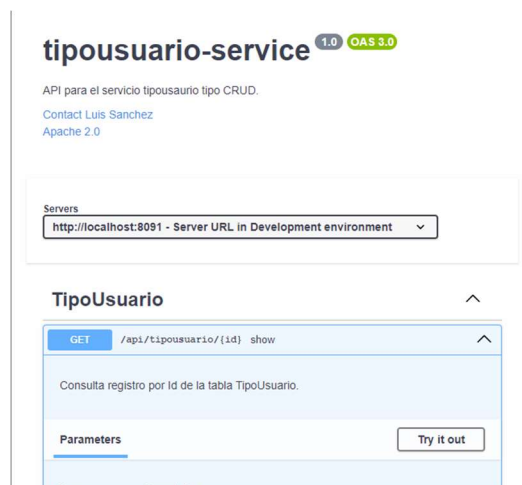 tipousuario-service 1.0 OAS 3.0
API para el servicio tipousaurio tipo CRUD.
Contact Luis Sanchez
Apache 2.0
Servers
http://localhost:8091 - Server URL in Development environment
TipoUsuario
GET /api/tipousuario/{id} show
Consulta registro por Id de la tabla TipoUsuario.
Parameters Try it out